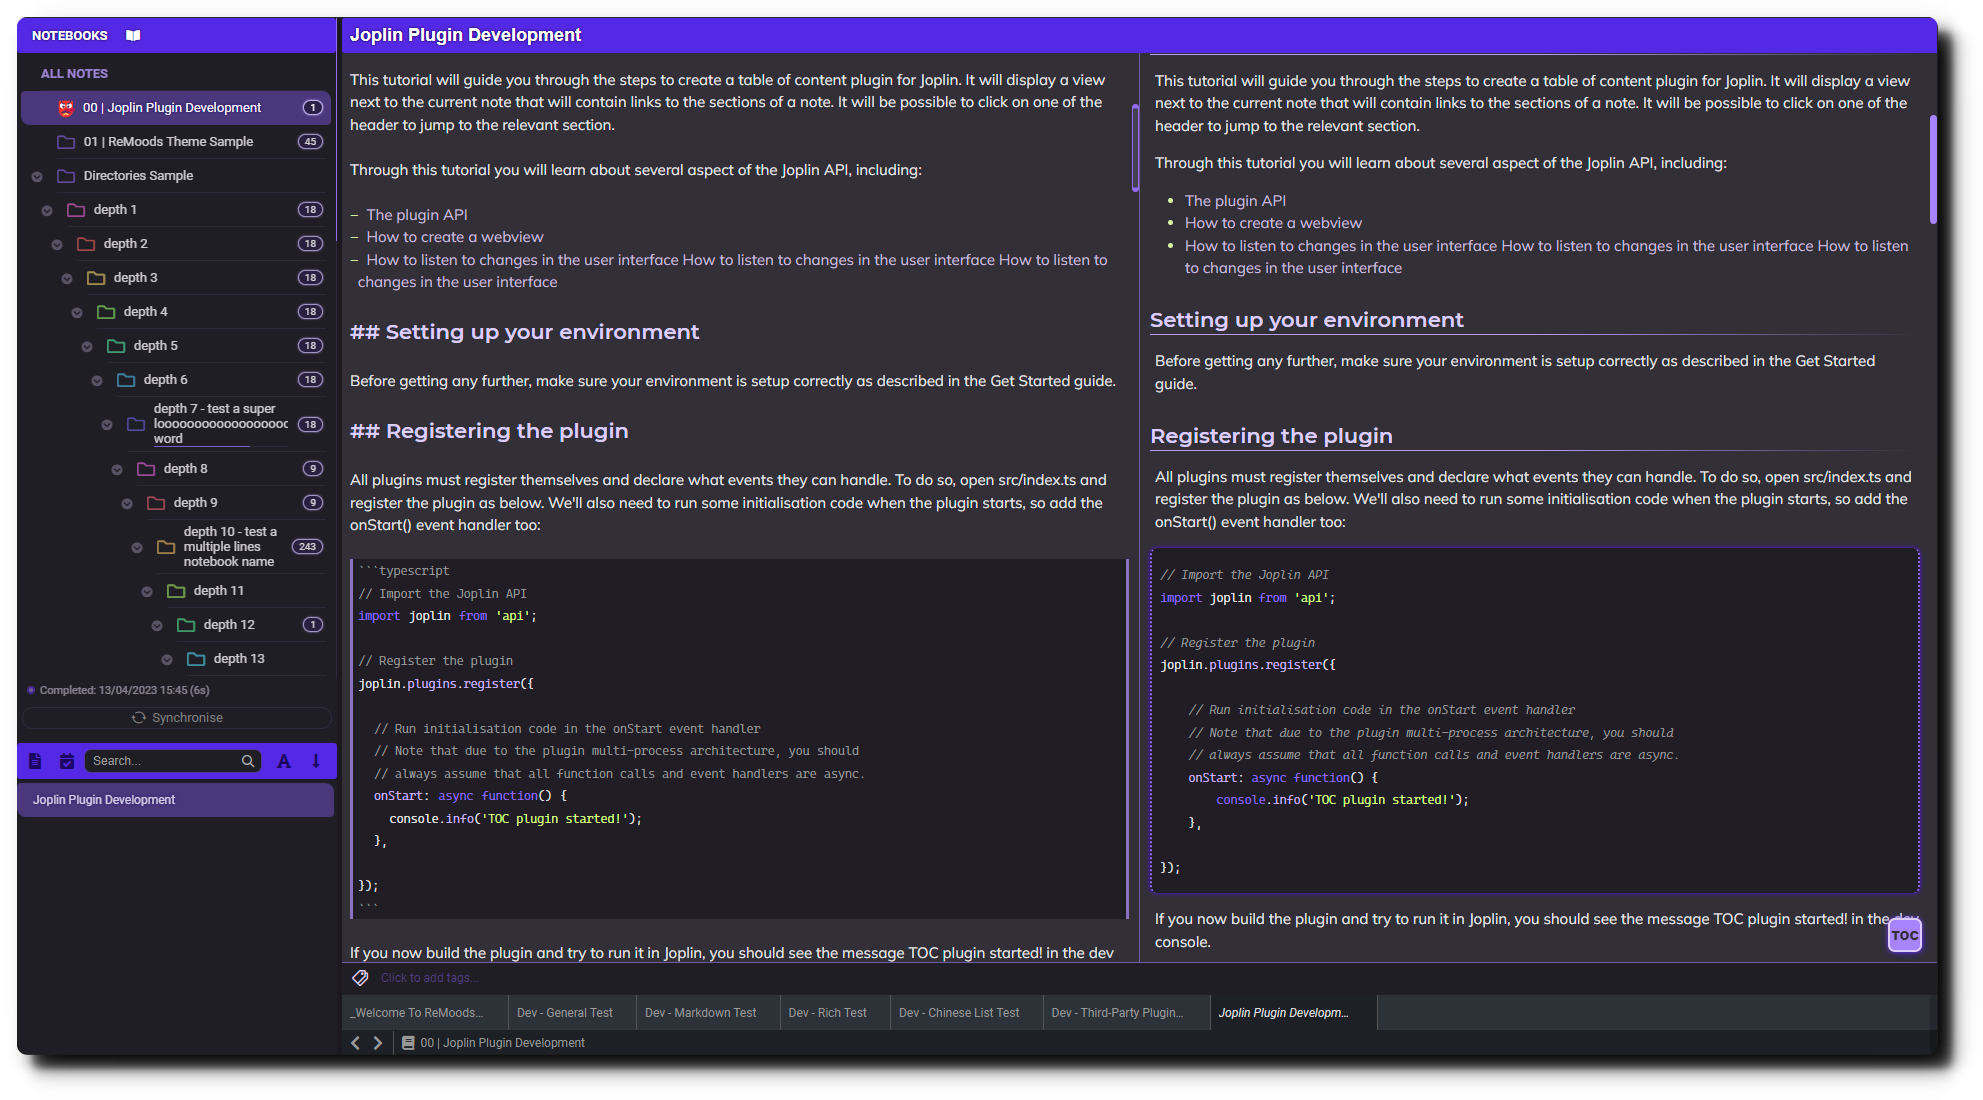 NOTEBOOKS
ALL NOTES
00 | Joplin Plugin Development 1
01 | ReMoods Theme Sample 45
Directories Sample
depth 1 18
depth 2 18
depth 3 18
depth 4 18
depth 5 18
depth 6 18
depth 7 - test a super
looooooooooooooooooc 18
word
depth 8 9
depth 9 9
depth 10 - test a
multiple lines 243
notebook name
depth 11
depth 12 1
depth 13
Completed: 13/04/2023 15:45 (6s)
Synchronise
Search...
A
Joplin Plugin Development
Joplin Plugin Development
This tutorial will guide you through the steps to create a table of content plugin for Joplin. It will display a view
next to the current note that will contain links to the sections of a note. It will be possible to click on one of the
header to jump to the relevant section.
Through this tutorial you will learn about several aspect of the Joplin API, including:
– The plugin API
– How to create a webview
– How to listen to changes in the user interface How to listen to changes in the user interface How to listen to
changes in the user interface
## Setting up your environment
Before getting any further, make sure your environment is setup correctly as described in the Get Started guide.
## Registering the plugin
All plugins must register themselves and declare what events they can handle. To do so, open src/index.ts and
register the plugin as below. We'll also need to run some initialisation code when the plugin starts, so add the
onStart() event handler too:
```typescript
// Import the Joplin API
import joplin from 'api';
// Register the plugin
joplin.plugins.register({
// Run initialisation code in the onStart event handler
// Note that due to the plugin multi-process architecture, you should
// always assume that all function calls and event handlers are async.
onStart: async function() {
console.info('TOC plugin started!');
},
});
```
If you now build the plugin and try to run it in Joplin, you should see the message TOC plugin started! in the dev
This tutorial will guide you through the steps to create a table of content plugin for Joplin. It will display a view
next to the current note that will contain links to the sections of a note. It will be possible to click on one of the
header to jump to the relevant section.
Through this tutorial you will learn about several aspect of the Joplin API, including:
• The plugin API
• How to create a webview
• How to listen to changes in the user interface How to listen to changes in the user interface How to listen
to changes in the user interface
Setting up your environment
Before getting any further, make sure your environment is setup correctly as described in the Get Started
guide.
Registering the plugin
All plugins must register themselves and declare what events they can handle. To do so, open src/index.ts and
register the plugin as below. We'll also need to run some initialisation code when the plugin starts, so add the
onStart() event handler too:
// Import the Joplin API
import joplin from 'api';
// Register the plugin
joplin.plugins.register({
// Run initialisation code in the onStart event handler
// Note that due to the plugin multi-process architecture, you should
// always assume that all function calls and event handlers are async.
onStart: async function() {
console.info('TOC plugin started!');
},
});
If you now build the plugin and try to run it in Joplin, you should see the message TOC plugin started! in the dev
console.
TOC
Click to add tags...
_Welcome To ReMoods... Dev - General Test Dev - Markdown Test Dev - Rich Test Dev - Chinese List Test Dev - Third-Party Plugin... Joplin Plugin Developm...
00 | Joplin Plugin Development